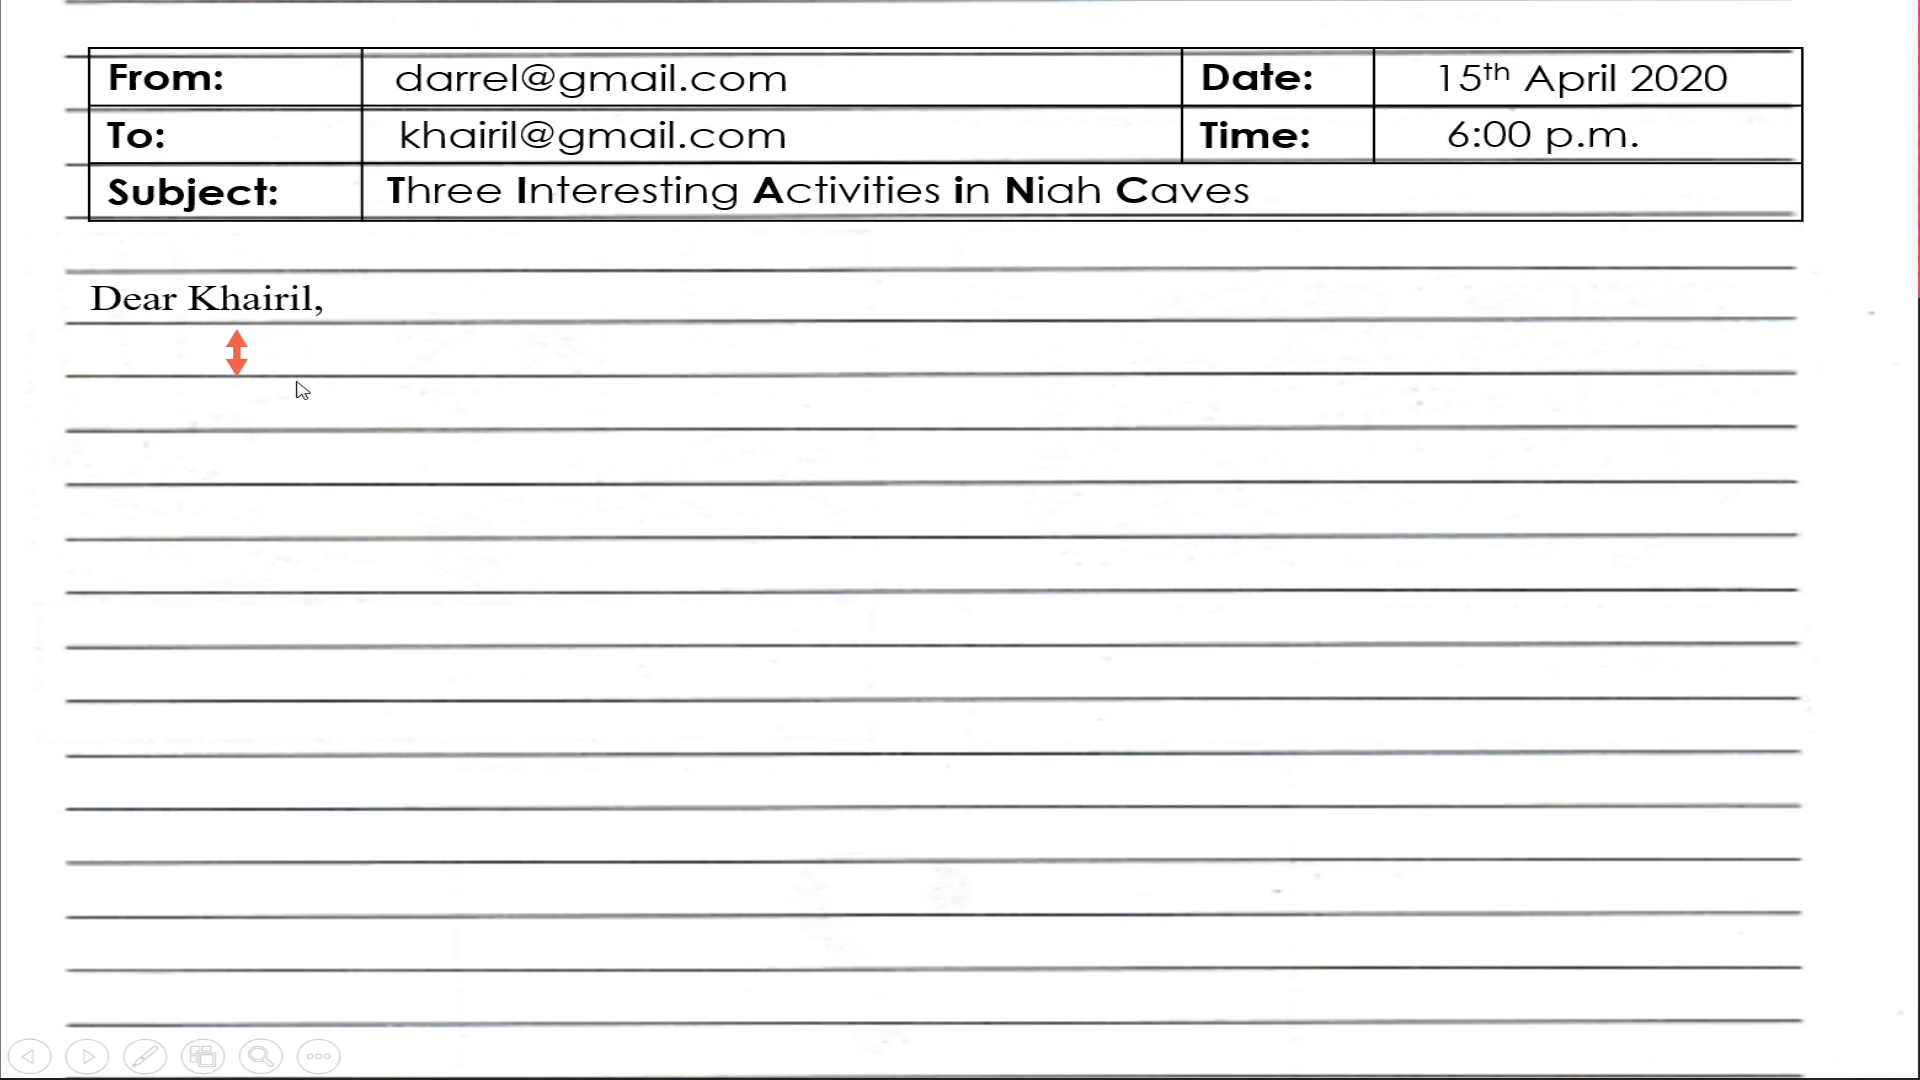 From: darrel@gmail.com Date: 15th April 2020
To: khairil@gmail.com Time: 6:00 p.m.
Subject: Three Interesting Activities in Niah Caves
Dear Khairil,